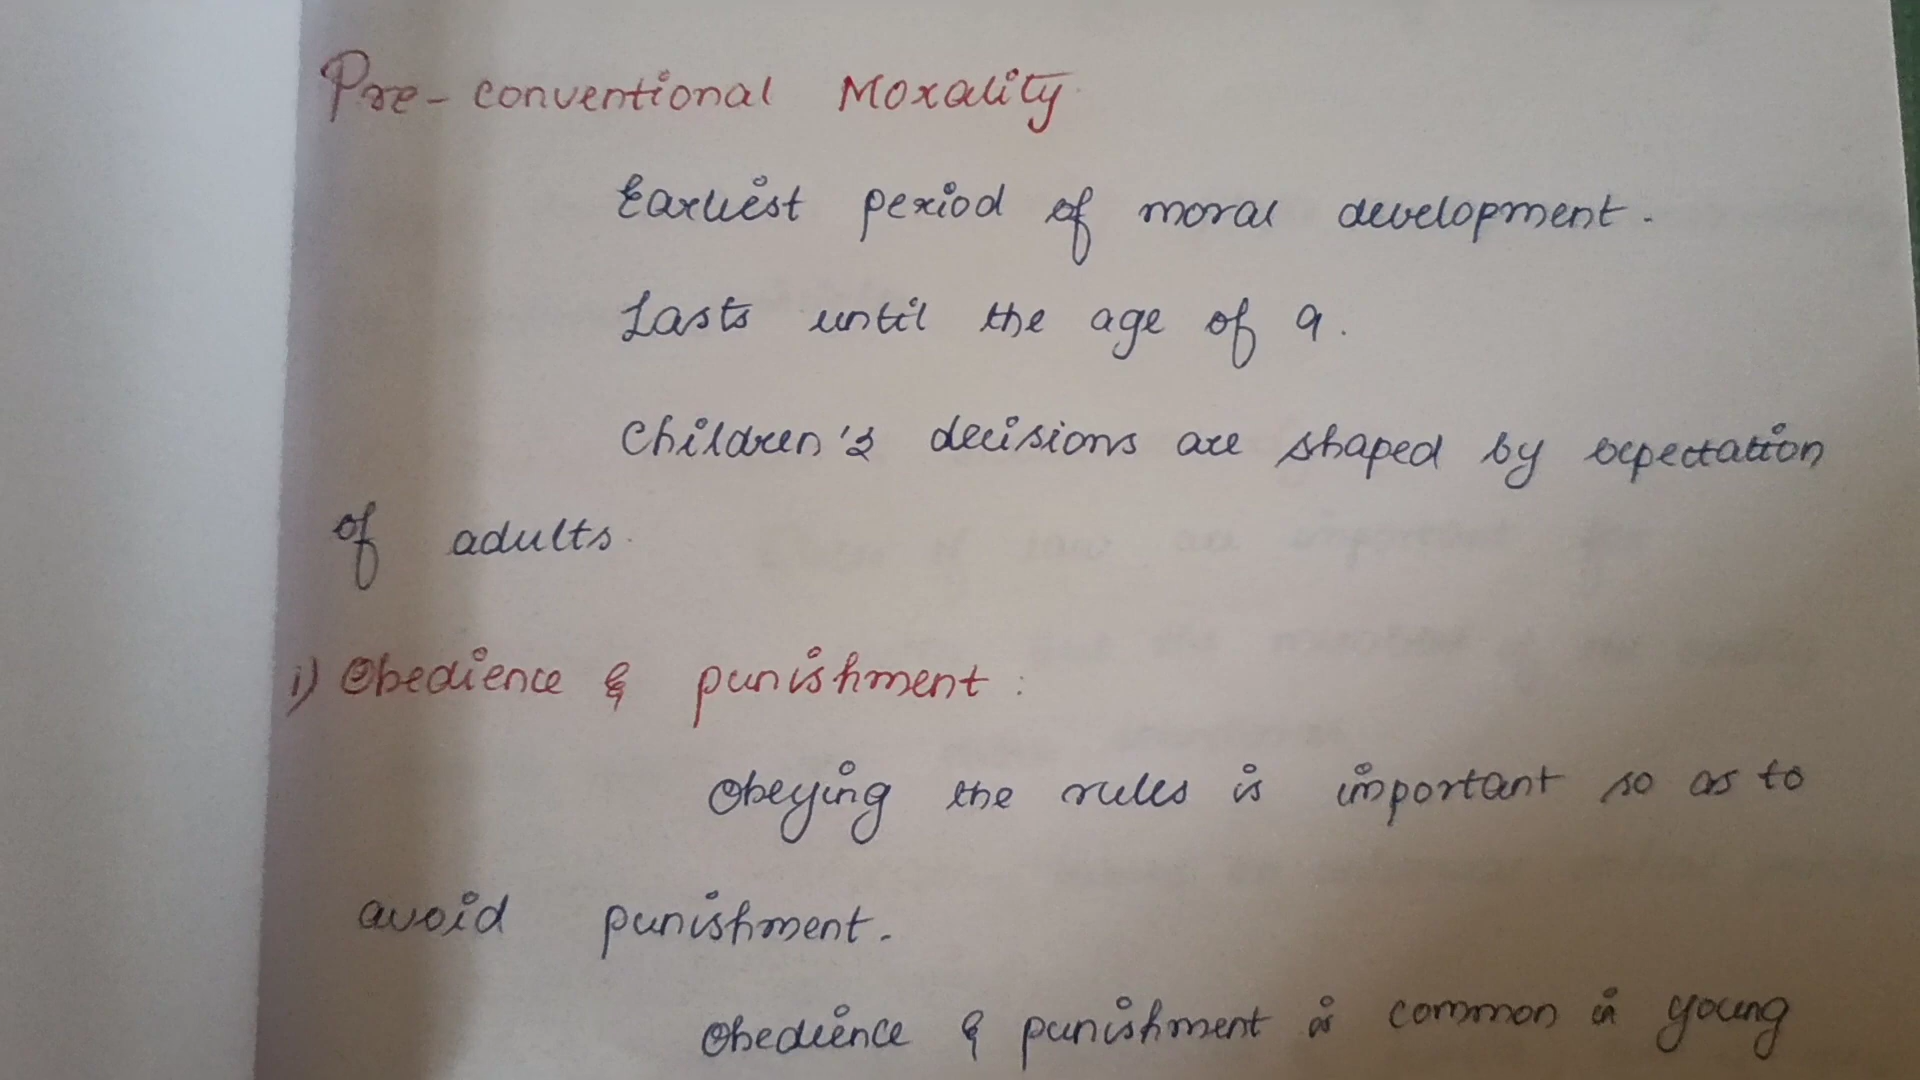 Pre-conventional Morality
Earliest period of moral development.
Lasts until the age of 9.
Children's decisions are shaped by expectation
of adults.
i) Obedience & punishment :
Obeying the rules is important so as to
avoid punishment.
Obedience & punishment is common in young